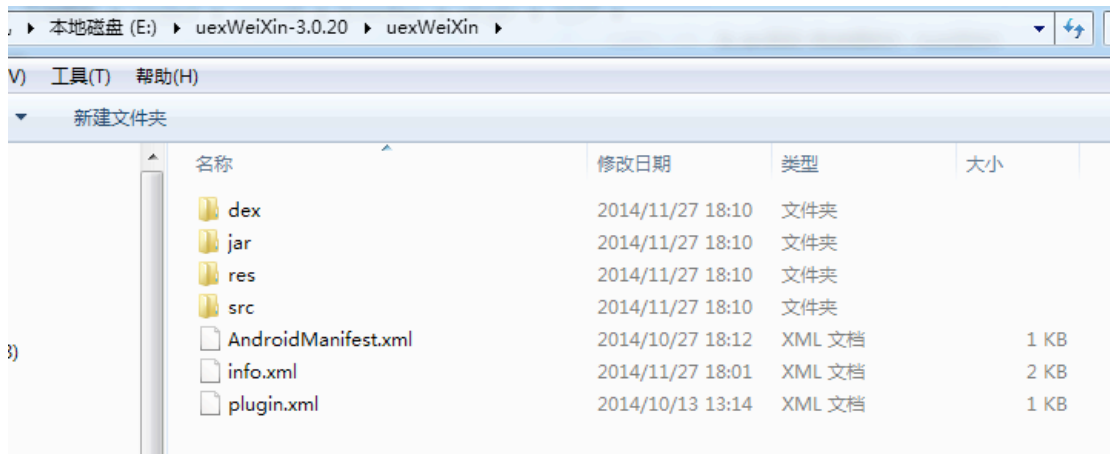 本地磁盘 (E:) uexWeiXin-3.0.20 uexWeiXin
V) 工具(T) 帮助(H)
新建文件夹
名称 修改日期 类型 大小
dex 2014/11/27 18:10 文件夹
jar 2014/11/27 18:10 文件夹
res 2014/11/27 18:10 文件夹
src 2014/11/27 18:10 文件夹
AndroidManifest.xml 2014/10/27 18:12 XML 文档 1 KB
info.xml 2014/11/27 18:01 XML 文档 2 KB
plugin.xml 2014/10/13 13:14 XML 文档 1 KB